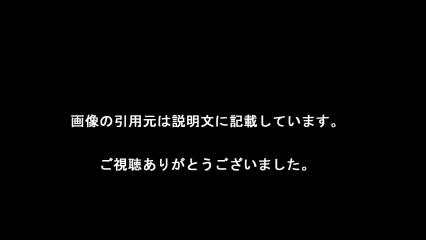 画像の引用元は説明文に記載しています。
ご視聴ありがとうございました。